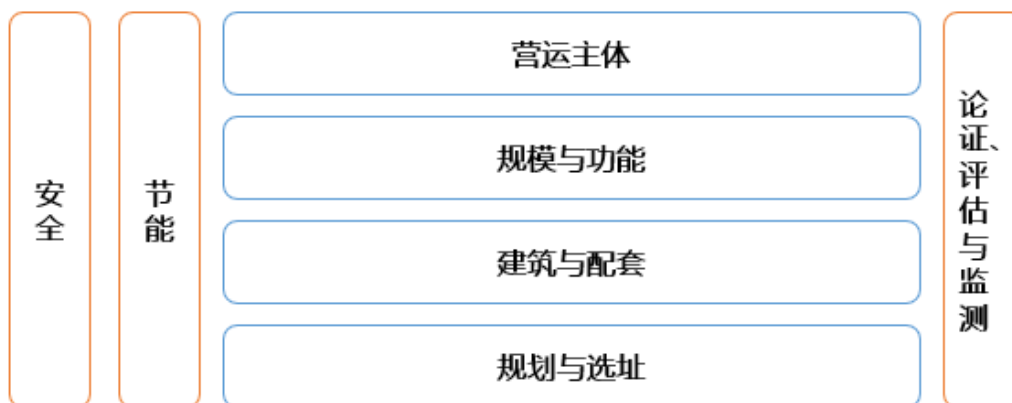 安全
节能
营运主体
规模与功能
建筑与配套
规划与选址
论证、评估与监测